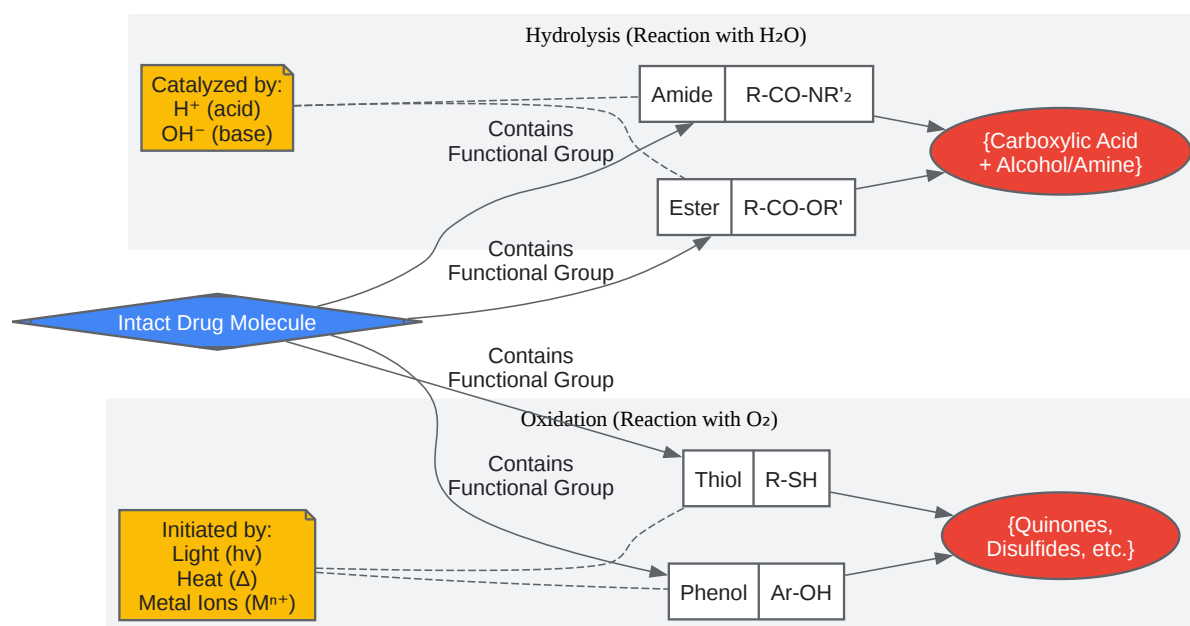 Hydrolysis (Reaction with H₂O)
Catalyzed by:
H⁺ (acid)
OH⁻ (base)
Amide R-CO-NR'₂
Contains
Functional Group
{Carboxylic Acid
+ Alcohol/Amine}
Ester R-CO-OR'
Contains
Functional Group
Intact Drug Molecule
Contains
Functional Group
Oxidation (Reaction with O₂)
Contains
Functional Group
Thiol R-SH
Initiated by:
Light (hv)
Heat (Δ)
Metal Ions (Mⁿ⁺)
{Quinones,
Disulfides, etc.}
Phenol Ar-OH